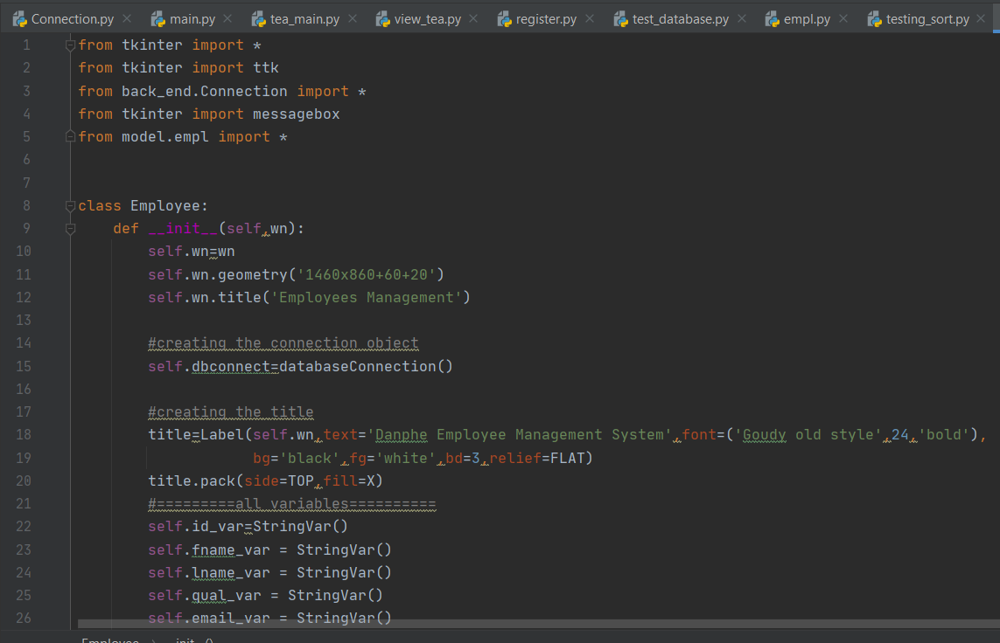 Connection.py main.py tea_main.py view_tea.py register.py test_database.py empl.py testing_sort.py
1 from tkinter import *
2 from tkinter import ttk
3 from back_end.Connection import *
4 from tkinter import messagebox
5 from model.empl import *
6
7
8 class Employee:
9 def __init__(self,wn):
10 self.wn=wn
11 self.wn.geometry('1460x860+60+20')
12 self.wn.title('Employees Management')
13
14 #creating the connection object
15 self.dbconnect=databaseConnection()
16
17 #creating the title
18 title=Label(self.wn,text='Danphe Employee Management System',font=('Goudy old style',24,'bold'),
19 bg='black',fg='white',bd=3,relief=FLAT)
20 title.pack(side=TOP,fill=X)
21 #=========all variables==========
22 self.id_var=StringVar()
23 self.fname_var = StringVar()
24 self.lname_var = StringVar()
25 self.qual_var = StringVar()
26 self.email_var = StringVar()
Employee > __init__()